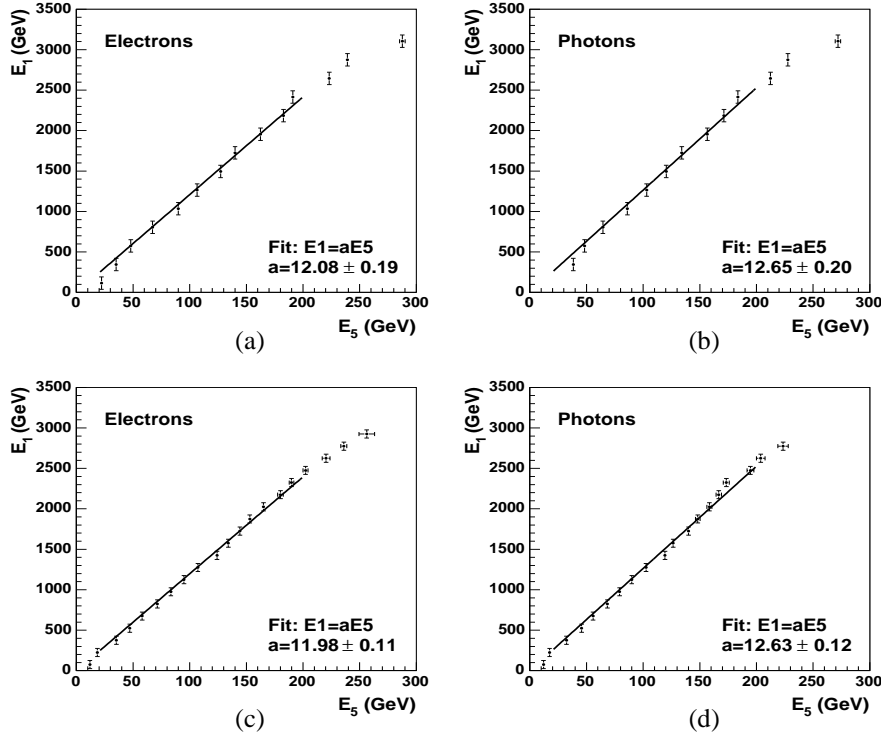 E1 (GeV)
3500
3000
2500
2000
1500
1000
500
0
Electrons
Fit: E1=aE5
a=12.08 ± 0.19
0 50 100 150 200 250 300
E5 (GeV)
(a)
E1 (GeV)
3500
3000
2500
2000
1500
1000
500
0
Photons
Fit: E1=aE5
a=12.65 ± 0.20
0 50 100 150 200 250 300
E5 (GeV)
(b)
E1 (GeV)
3500
3000
2500
2000
1500
1000
500
0
Electrons
Fit: E1=aE5
a=11.98 ± 0.11
0 50 100 150 200 250 300
E5 (GeV)
(c)
E1 (GeV)
3500
3000
2500
2000
1500
1000
500
0
Photons
Fit: E1=aE5
a=12.63 ± 0.12
0 50 100 150 200 250 300
E5 (GeV)
(d)